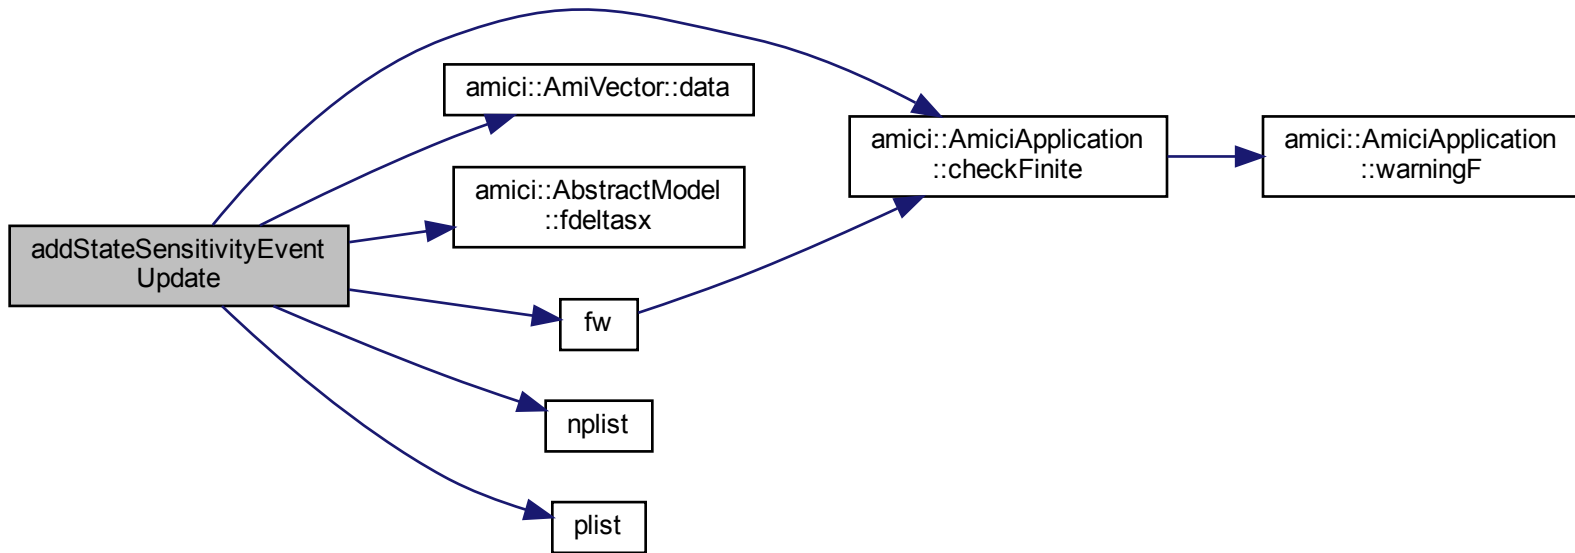 addStateSensitivityEvent
Update
amici::AmiVector::data
amici::AbstractModel
::fdeltasx
fw
nplist
plist
amici::AmiciApplication
::checkFinite
amici::AmiciApplication
::warningF